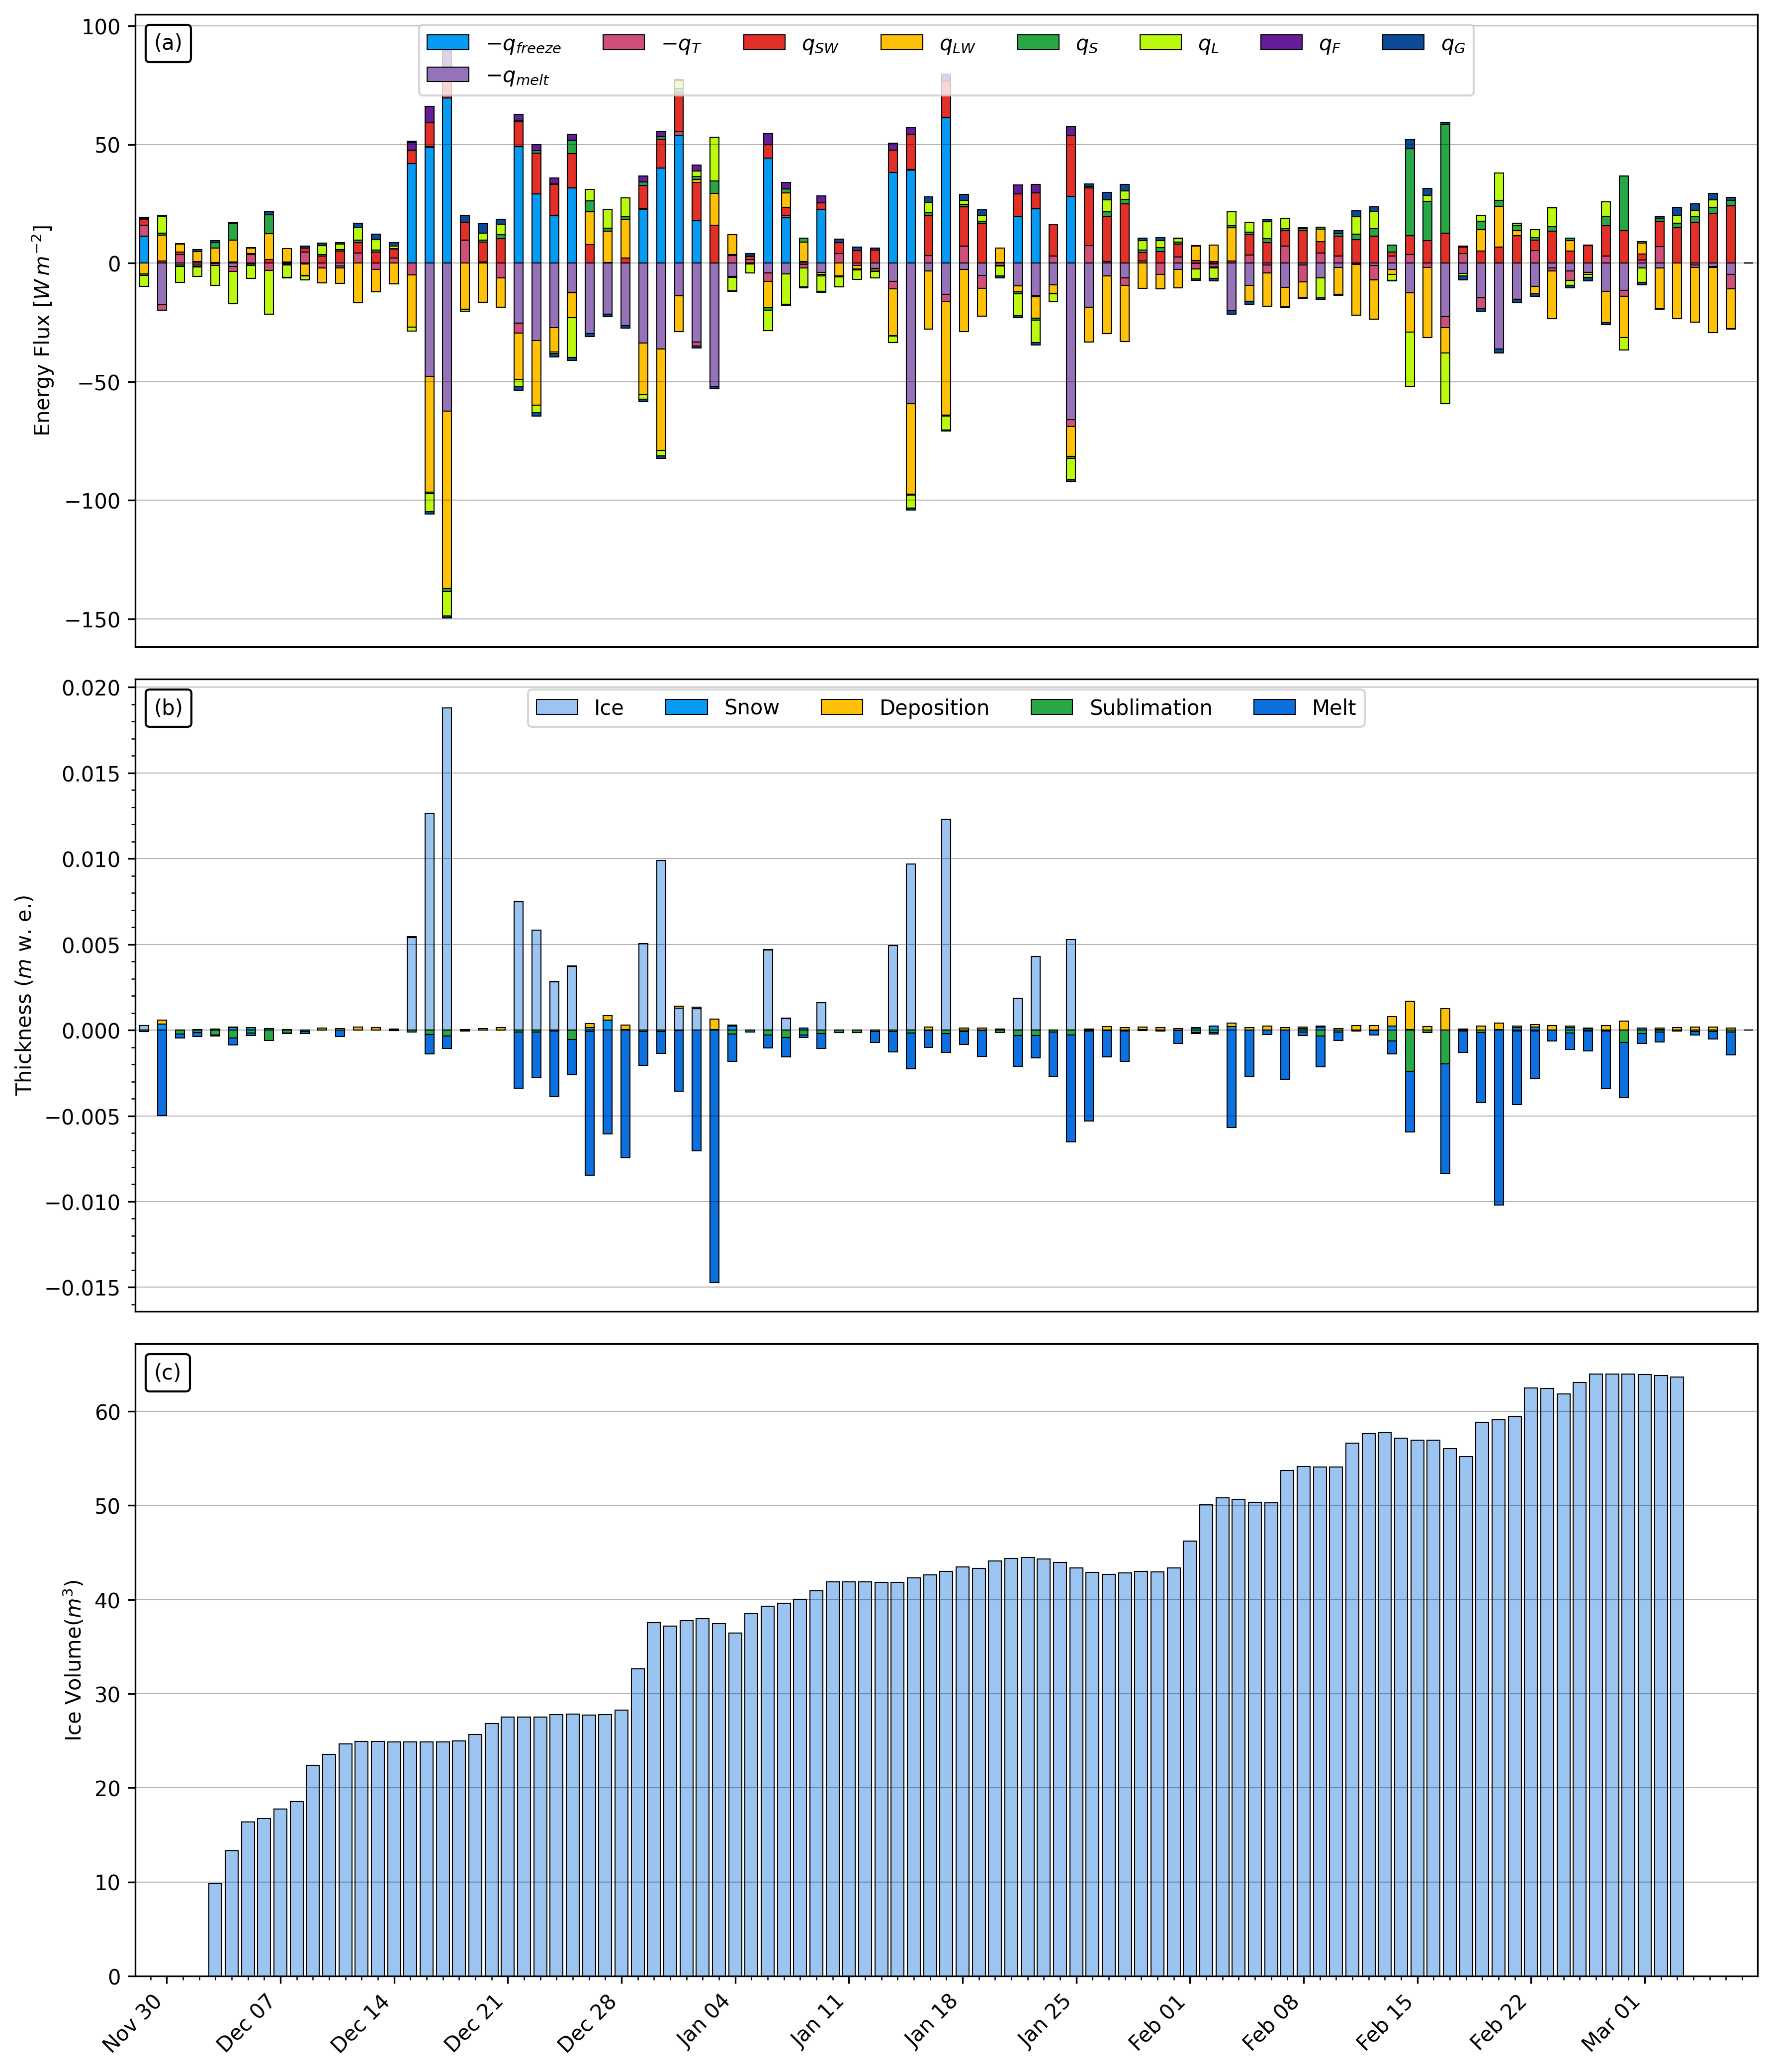 (a)
−q_freeze −q_T q_SW q_LW q_S q_L q_F q_G
−q_melt
100
50
0
−50
−100
−150
Energy Flux [W m⁻²]
(b)
Ice Snow Deposition Sublimation Melt
0.020
0.015
0.010
0.005
0.000
−0.005
−0.010
−0.015
Thickness (m w. e.)
(c)
60
50
40
30
20
10
0
Ice Volume(m³)
Nov 30 Dec 07 Dec 14 Dec 21 Dec 28 Jan 04 Jan 11 Jan 18 Jan 25 Feb 01 Feb 08 Feb 15 Feb 22 Mar 01